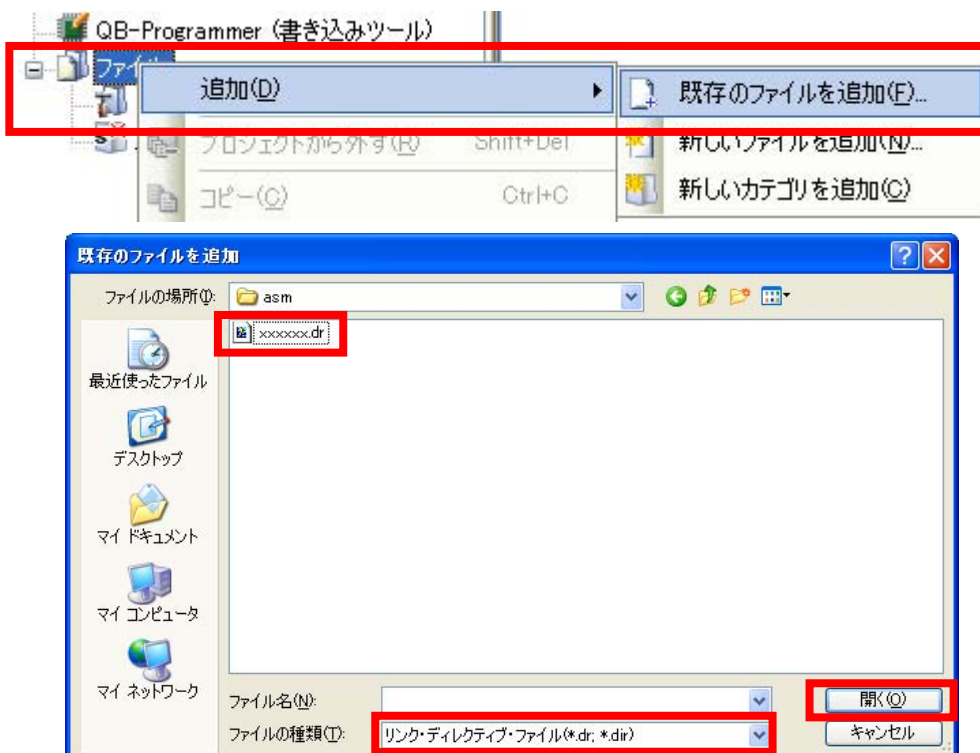 QB-Programmer (書き込みツール)
ファイル
追加(D)
既存のファイルを追加(F)...
プロジェクトから外す(R) Shift+Del
新しいファイルを追加(N)...
コピー(C) Ctrl+C
新しいカテゴリを追加(C)
既存のファイルを追加
ファイルの場所(I): asm
xxxxxx.dr
最近使ったファイル
デスクトップ
マイ ドキュメント
マイ コンピュータ
マイ ネットワーク
ファイル名(N):
開く(O)
ファイルの種類(T): リンク・ディレクティブ・ファイル(*.dr; *.dir)
キャンセル